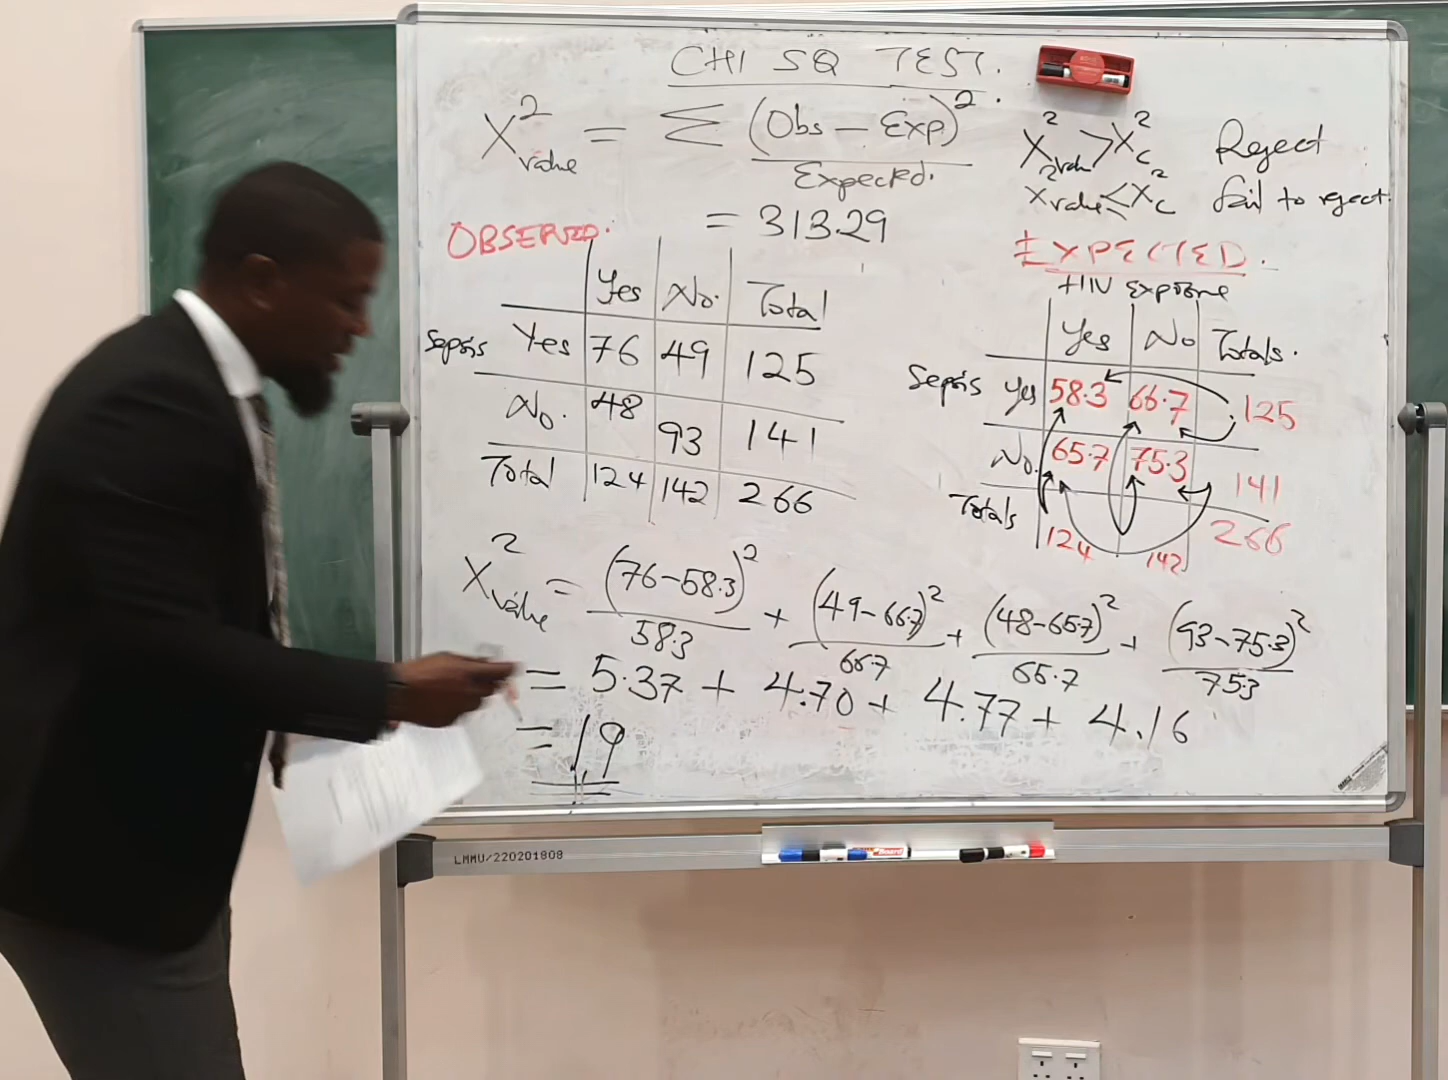 CHI SQ TEST.
X²value = Σ (Obs - Exp)² / Expected.
= 313.29
X²value > X²c Reject
X²value < X²c fail to reject.
OBSERVED.
Yes No. Total
Sepsis Yes 76 49 125
No. 48 93 141
Total 124 142 266
EXPECTED.
HIV Exposure
Yes No Totals.
Sepsis Yes 58.3 66.7 125
No. 65.7 75.3 141
Totals 124 142 266
X²value = (76-58.3)² / 58.3 + (49-66.7)² / 66.7 + (48-65.7)² / 65.7 + (93-75.3)² / 75.3
= 5.37 + 4.70 + 4.77 + 4.16
= 19
LMMU/220201808